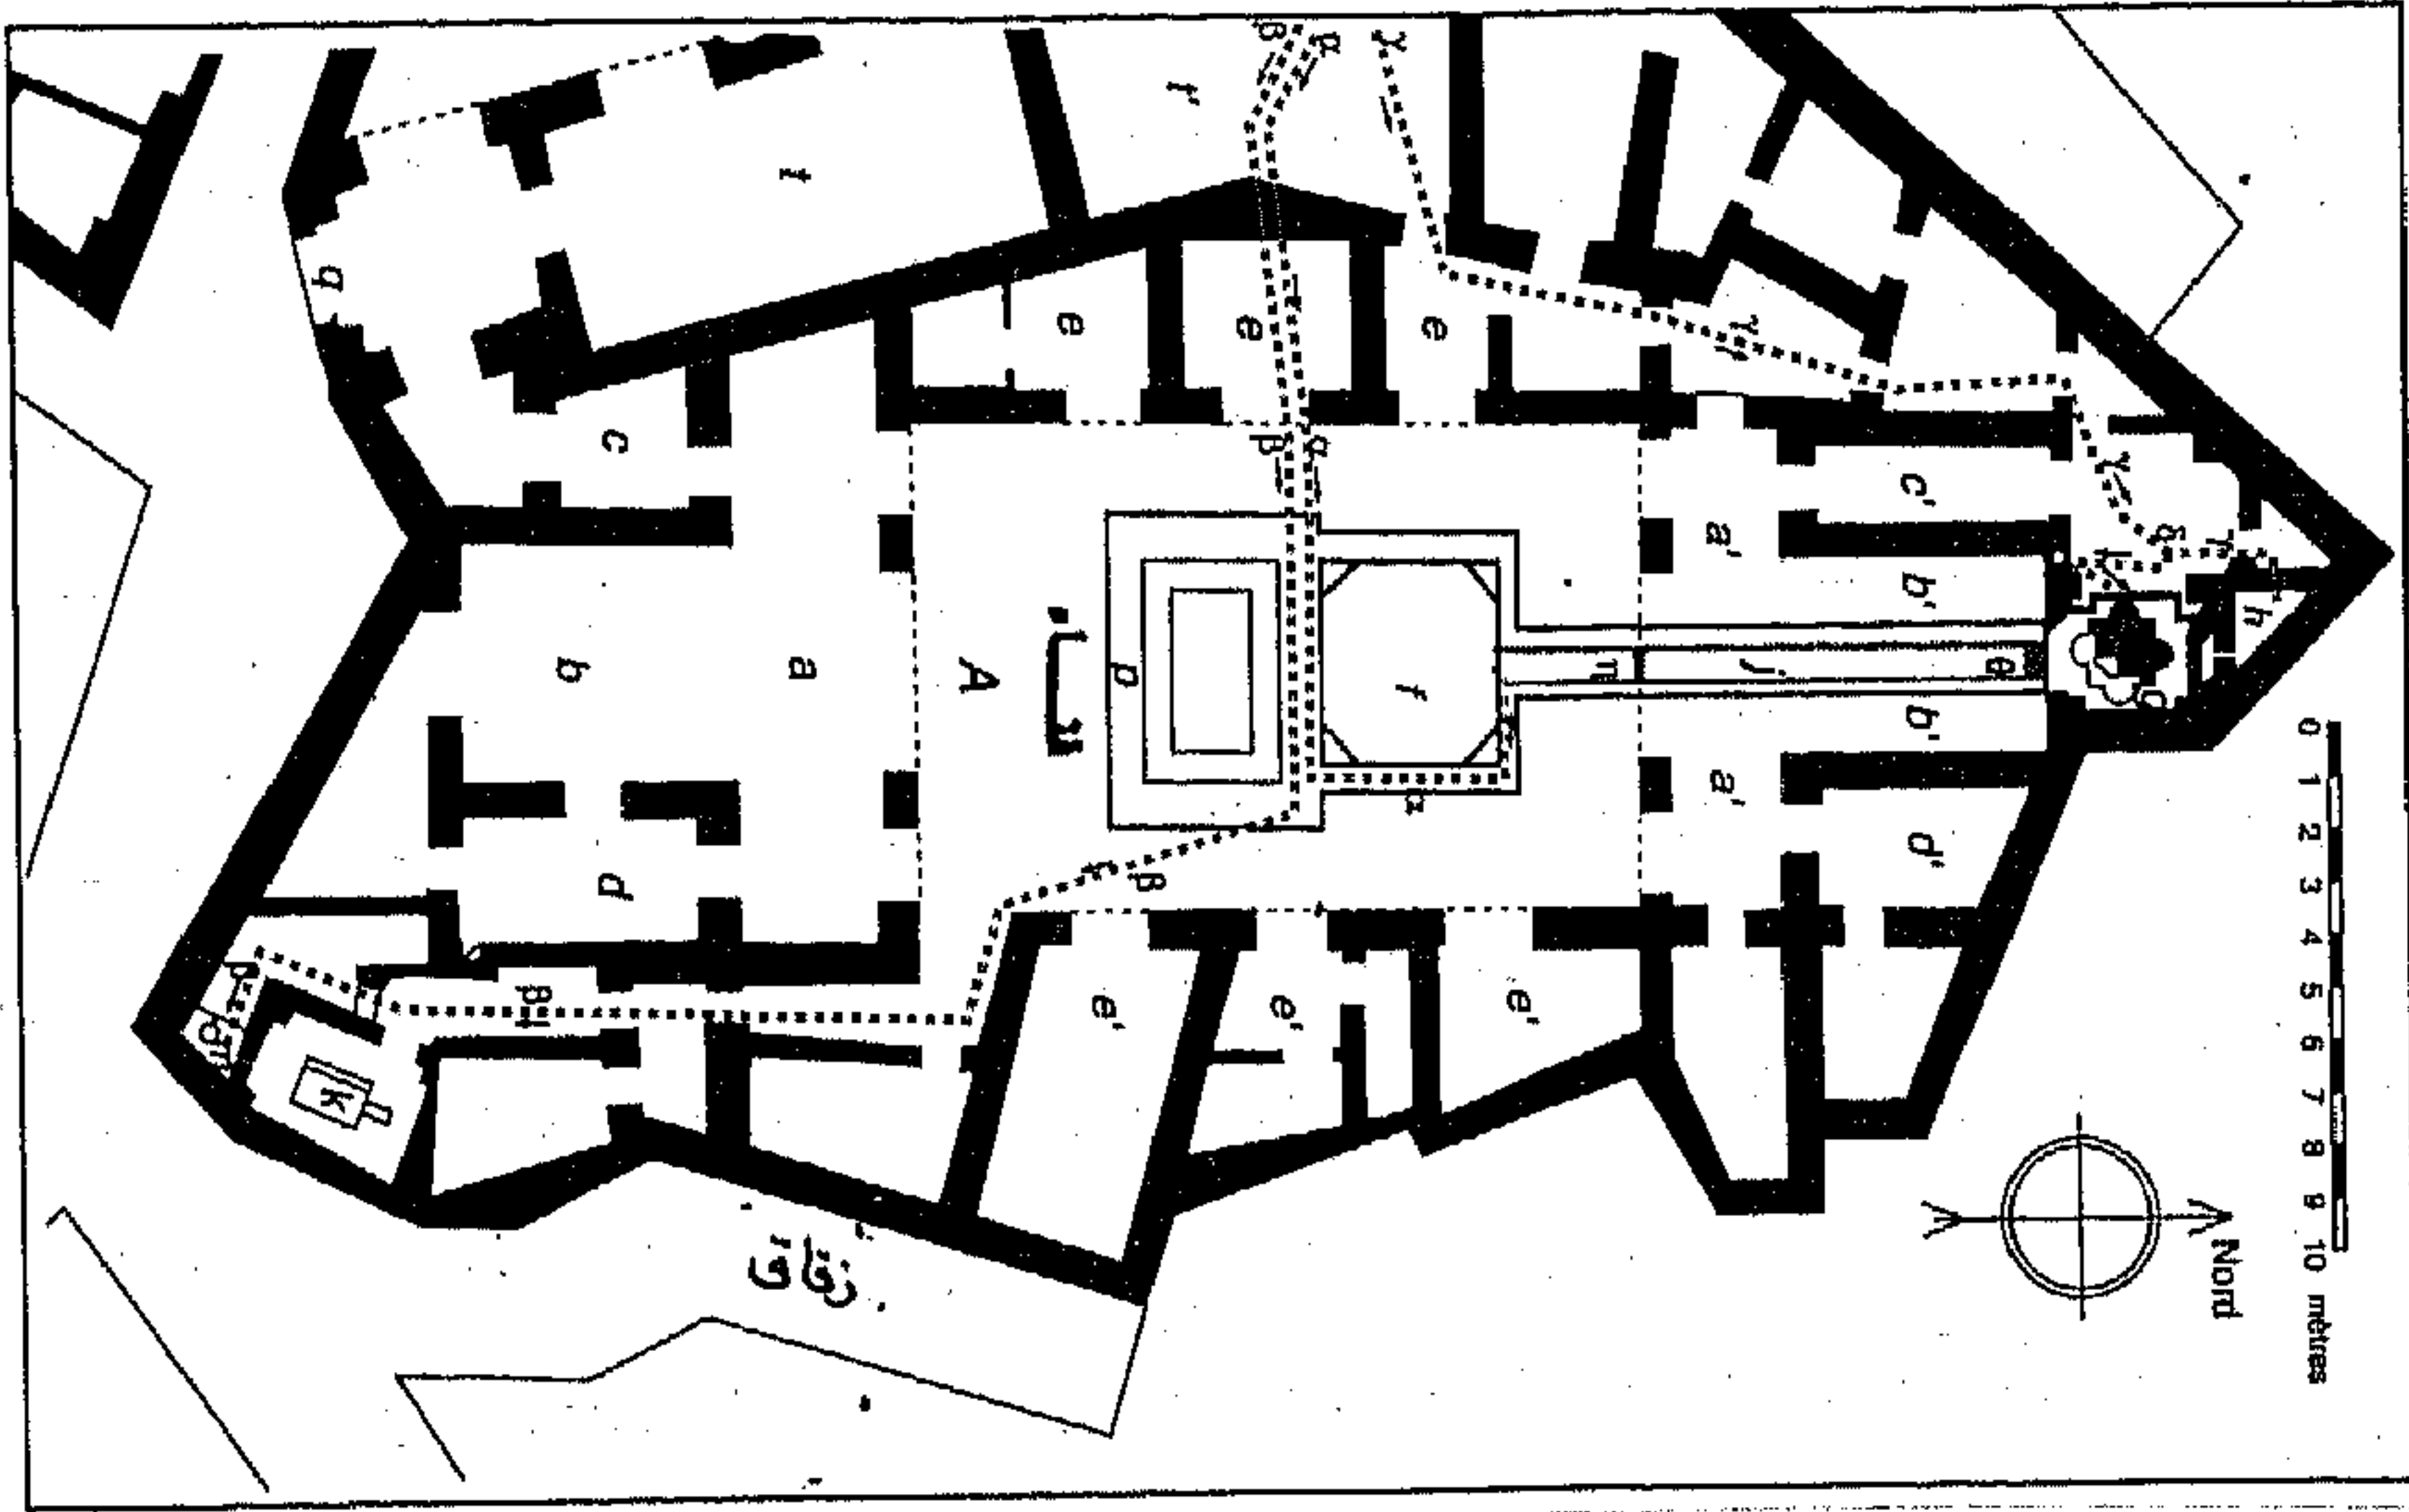 β α γ
t'
t
q
e e e
γ
c
c'
β α
a'
γ
δ
γ
b'
h
b
a
A
p
f
n
j
θ
b'
a'
α
d'
d
β
β
e' e' e'
K
زقاق
0 1 2 3 4 5 6 7 8 9 10 mètres
Nord